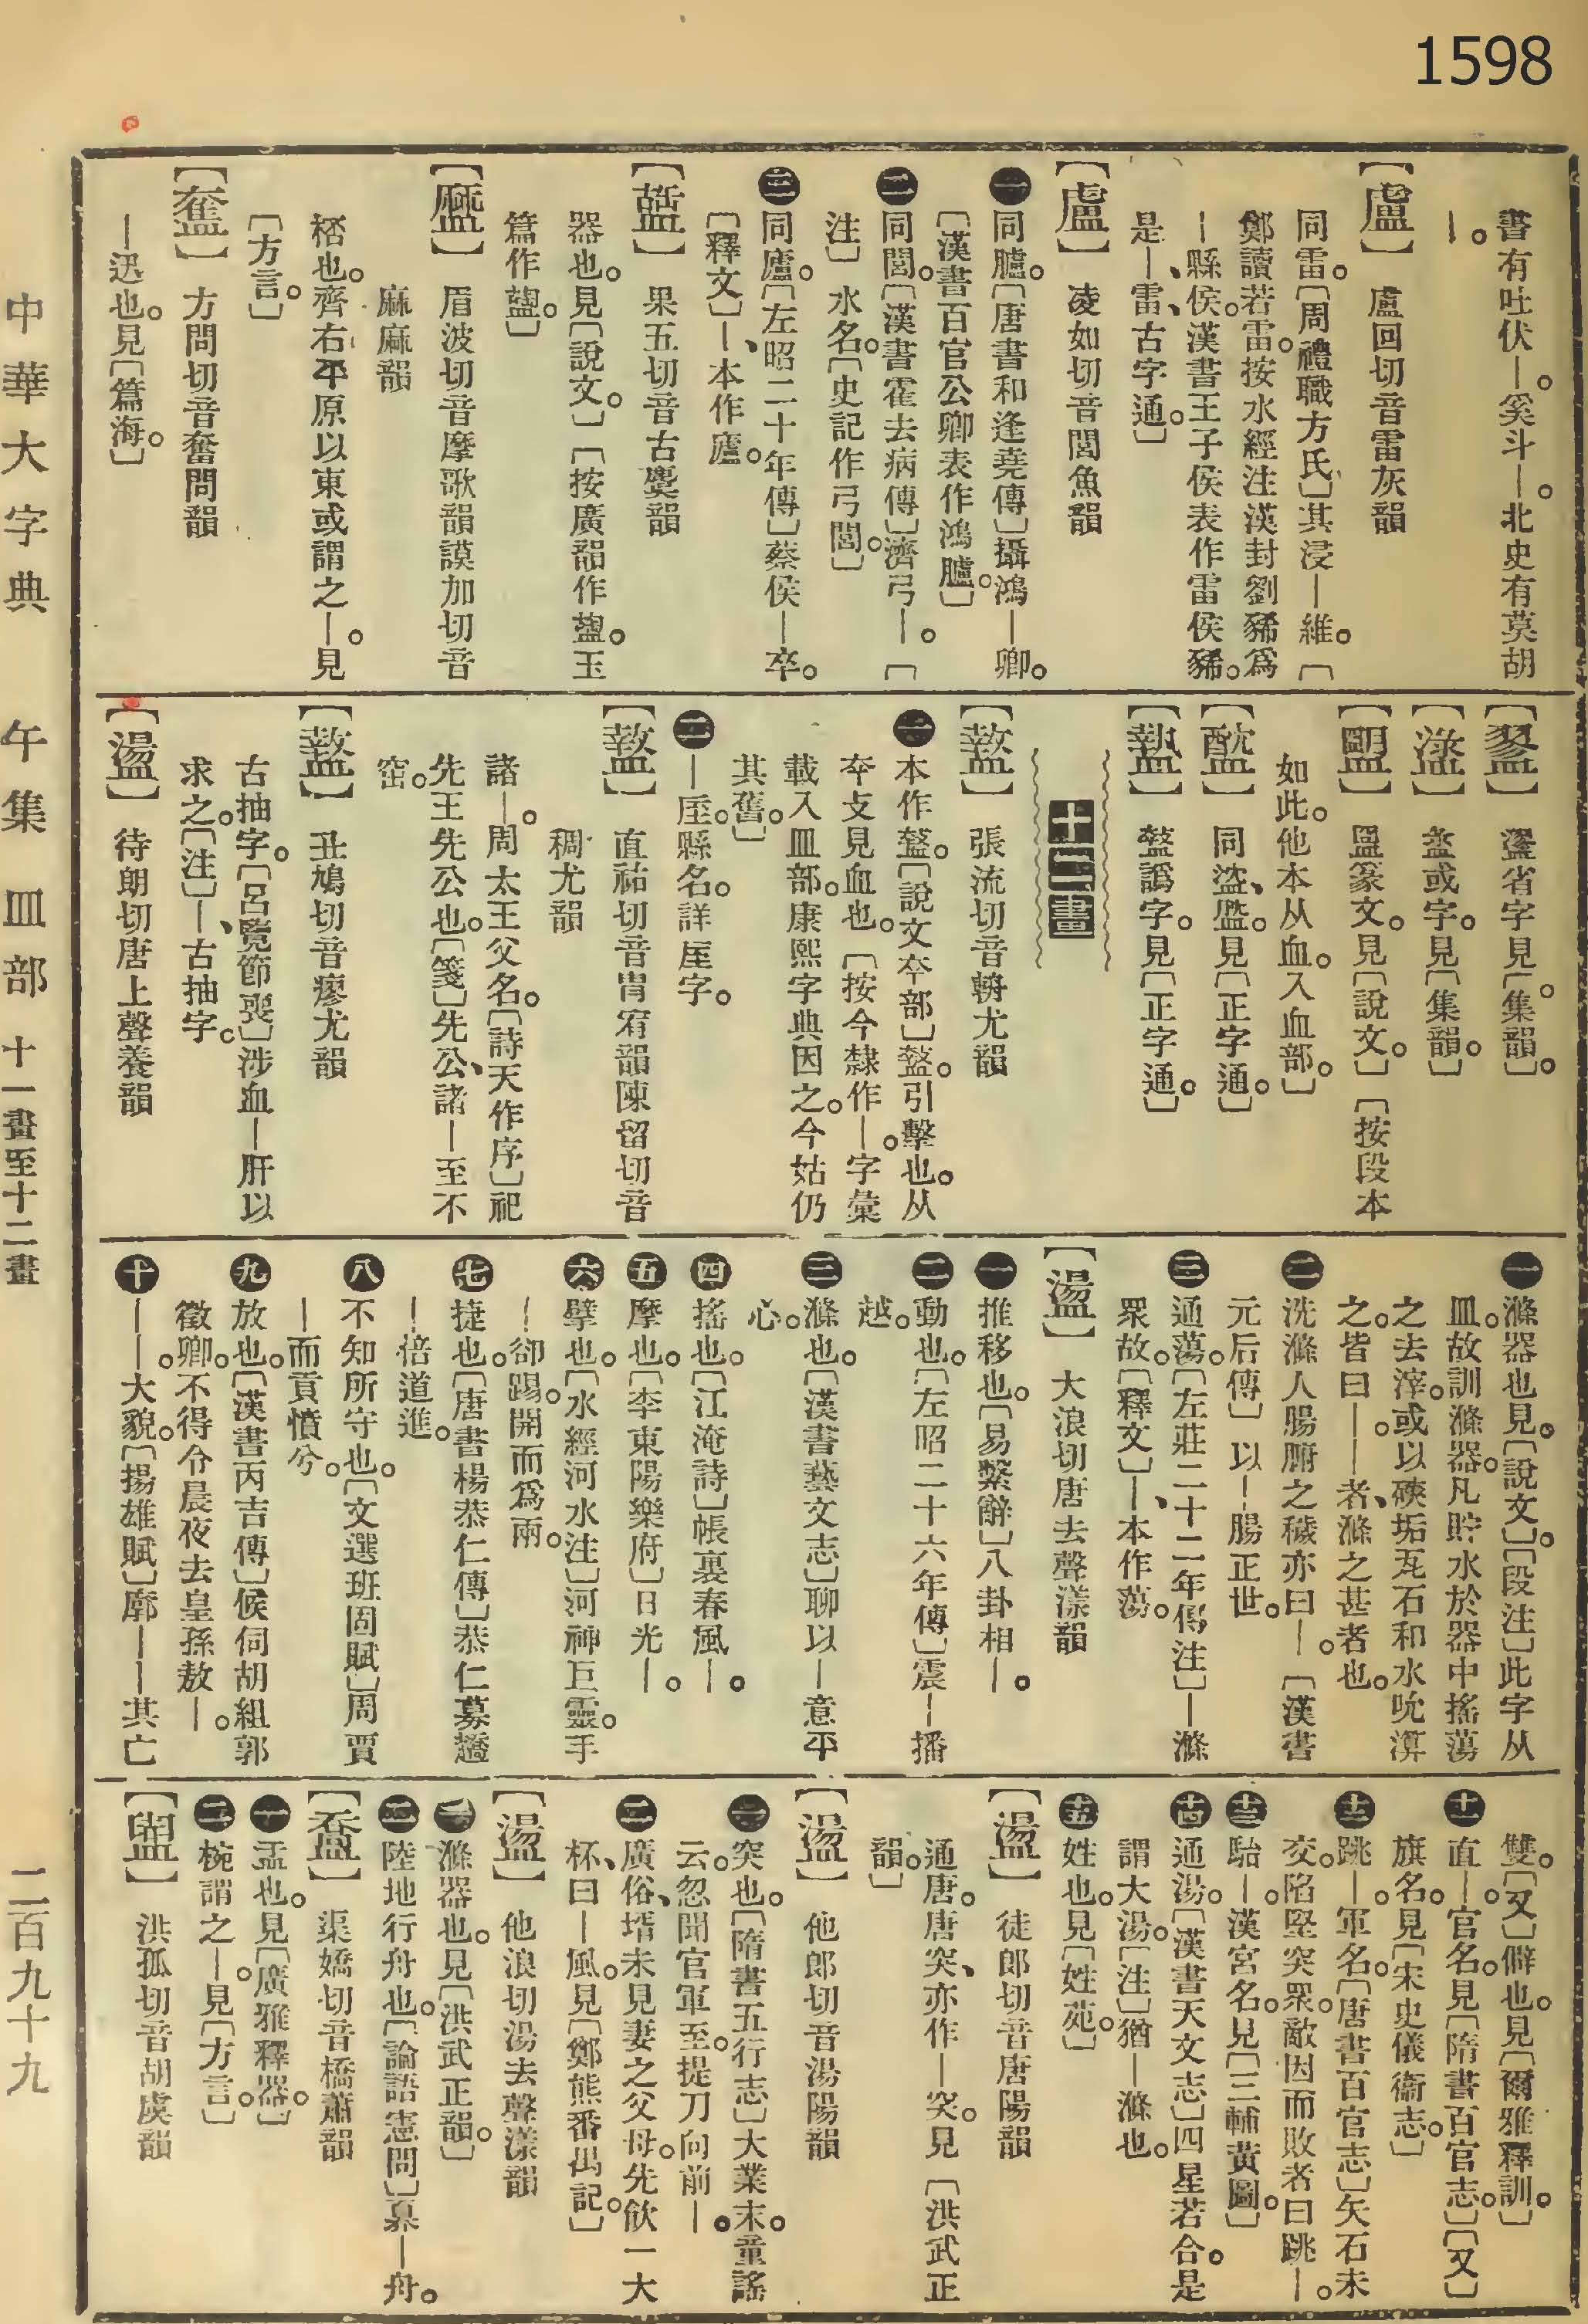 1598
書有吐伏—。奚斗—。北史有莫胡
—。
【盧】 盧回切音雷灰韻
同雷。〔周禮職方氏〕其浸—維。〔
鄭讀若雷。按水經注漢封劉豨爲
—縣侯。漢書王子侯表作雷侯豨。
是—、雷、古字通。〕
【盧】 凌如切音閭魚韻
一 同臚。〔唐書和逢堯傳〕攝鴻—卿。
〔漢書百官公卿表作鴻臚。〕
二 同閭。〔漢書霍去病傳〕濟弓—。〔
注〕水名。〔史記作弓閭。〕
三 同廬。〔左昭二十年傳〕蔡侯—卒。
〔釋文〕—、本作廬。
果五切音古麌韻
器也。見〔說文。〕〔按廣韻作盬。玉
篇作盬。〕
眉波切音摩歌韻謨加切音
麻麻韻
桮也。齊右平原以東或謂之—。見
〔方言。〕
方問切音奮問韻
—迅也。見〔篇海。〕
盪省字見〔集韻。〕
盝或字。見〔集韻。〕
【盟】 盟篆文。見〔說文。〕〔按段本
如此。他本从血。入血部。〕
同盜、盬。見〔正字通。〕
盩譌字。見〔正字通。〕
十二畫
【盩】 張流切音輈尤韻
一 本作盩。〔說文㚔部〕盩。引擊也。从
㚔攴見血也。〔按今隸作—。字彙
載入皿部。康熙字典因之。今姑仍
其舊。〕
二 —厔。縣名。詳厔字。
【盩】 直祐切音冑宥韻陳留切音
稠尤韻
諸—。周太王父名。〔詩天作序〕祀
先王先公也。〔箋〕先公、諸—至不
窋。
【盩】 丑鳩切音瘳尤韻
古抽字。〔呂覽節喪〕涉血—肝以
求之。〔注〕—、古抽字。
【盪】 待朗切唐上聲養韻
一 滌器也。見〔說文。〕〔段注〕此字从
皿。故訓滌器。凡貯水於器中搖蕩
之去滓。或以磢垢瓦石和水吮澣
之。皆曰—。—者、滌之甚者也。
二 洗滌人腸腑之穢亦曰—。〔漢書
元后傳〕以—腸正世。
三 通蕩。〔左莊二十二年傳注〕—滌
眾故。〔釋文〕—、本作蕩。
【盪】 大浪切唐去聲漾韻
一 推移也。〔易繫辭〕八卦相—。
二 動也。〔左昭二十六年傳〕震—播
越。
三 滌也。〔漢書藝文志〕聊以—意平
心。
四 搖也。〔江淹詩〕帳裏春風—。
五 摩也。〔李東陽樂府〕日光—。
六 擘也。〔水經河水注〕河神巨靈。手
—卻踢。開而爲兩。
七 捷也。〔唐書楊恭仁傳〕恭仁募趫
—倍道進。
八 不知所守也。〔文選班固賦〕周賈
—而貢憤兮。
九 放也。〔漢書丙吉傳〕候伺胡組郭
徵卿。不得令晨夜去皇孫敖—。
十 ——。大貌。〔揚雄賦〕廓——其亡
雙。〔又〕僻也。見〔爾雅釋訓。〕
十一 直—。官名。見〔隋書百官志。〕〔又〕
旗名。見〔宋史儀衞志。〕
十二 跳—。軍名。〔唐書百官志〕矢石未
交。陷堅突眾。敵因而敗者曰跳—。
十三 駘—。漢宮名。見〔三輔黃圖。〕
十四 通湯。〔漢書天文志〕四星若合。是
謂大湯。〔注〕猶—滌也。
十五 姓也。見〔姓苑。〕
【盪】 徒郎切音唐陽韻
通唐。唐突、亦作—突。見〔洪武正
韻。〕
【盪】 他郎切音湯陽韻
一 突也。〔隋書五行志〕大業末。童謠
云。忽聞官軍至。提刀向前—。
二 廣俗、壻未見妻之父母。先飮一大
杯、曰—風。見〔鄭熊番禺記。〕
【盪】 他浪切湯去聲漾韻
一 滌器也。見〔洪武正韻。〕
二 陸地行舟也。〔論語憲問〕奡—舟。
渠嬌切音橋蕭韻
一 盂也。見〔廣雅釋器。〕
二 椀謂之—。見〔方言。〕
洪孤切音胡虞韻
中華大字典 午集 皿部 十一畫至十二畫 二百九十九